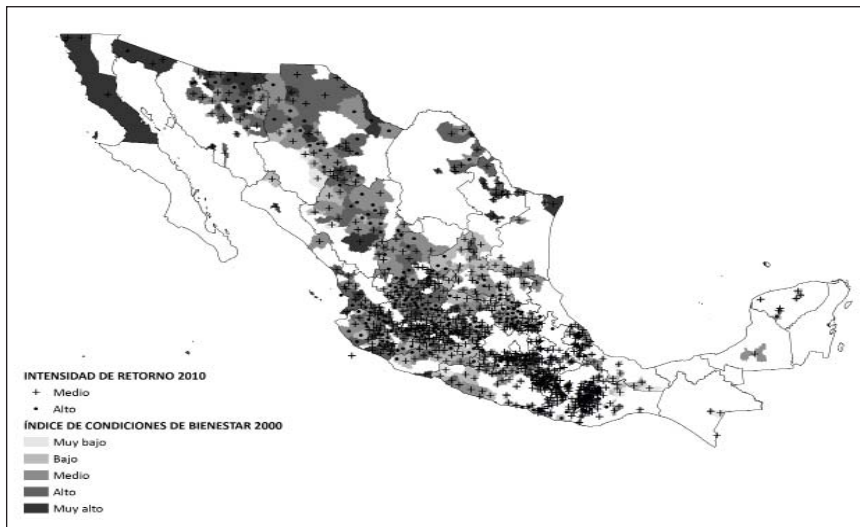 INTENSIDAD DE RETORNO 2010
Medio
Alto
ÍNDICE DE CONDICIONES DE BIENESTAR 2000
Muy bajo
Bajo
Medio
Alto
Muy alto